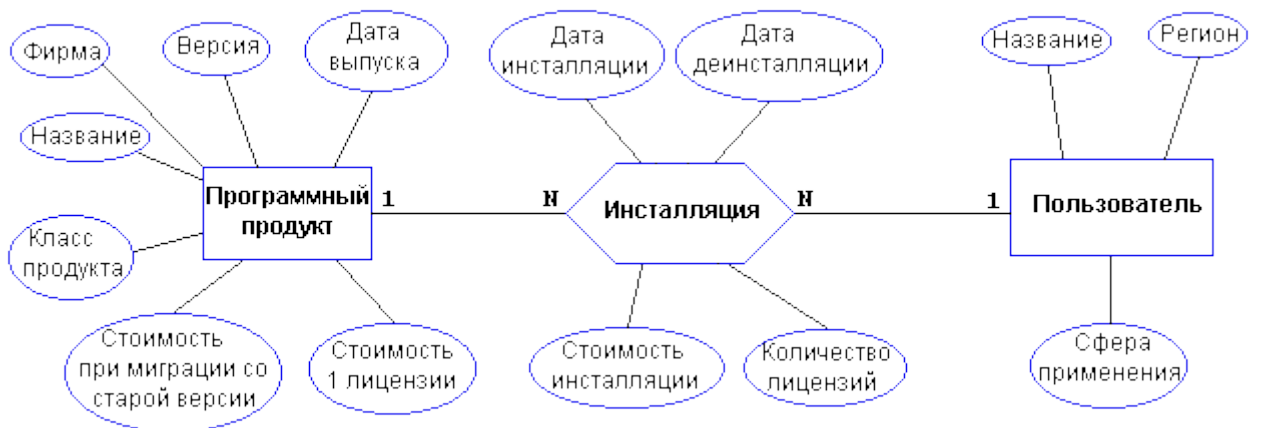 Фирма
Версия
Дата
выпуска
Дата
инсталляции
Дата
деинсталляции
Название
Регион
Название
Программный
продукт
1
N
Инсталляция
N
1
Пользователь
Класс
продукта
Стоимость
при миграции со
старой версии
Стоимость
1 лицензии
Стоимость
инсталляции
Количество
лицензий
Сфера
применения